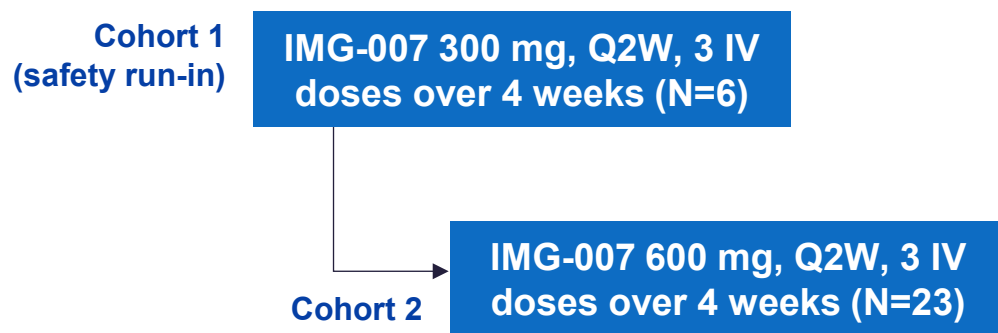 Cohort 1
(safety run-in)
IMG-007 300 mg, Q2W, 3 IV
doses over 4 weeks (N=6)
IMG-007 600 mg, Q2W, 3 IV
doses over 4 weeks (N=23)
Cohort 2